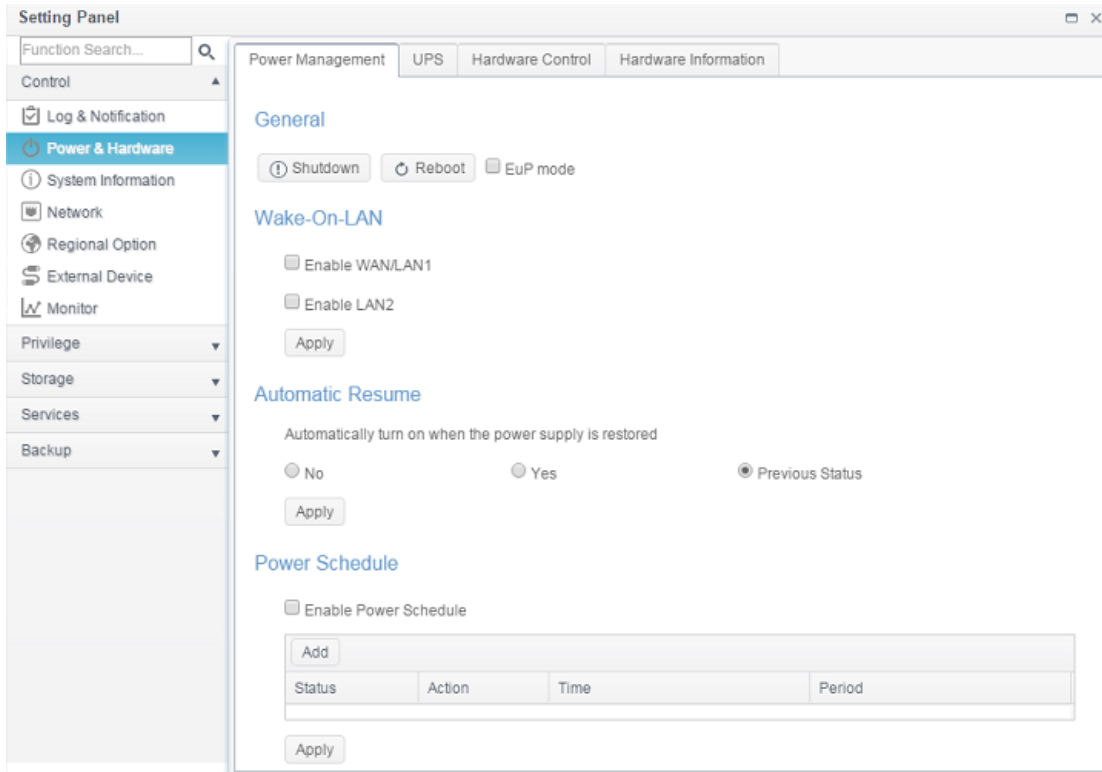 Setting Panel
Function Search...
Control
Log & Notification
Power & Hardware
System Information
Network
Regional Option
External Device
Monitor
Privilege
Storage
Services
Backup
Power Management UPS Hardware Control Hardware Information
General
Shutdown Reboot EuP mode
Wake-On-LAN
Enable WAN/LAN1
Enable LAN2
Apply
Automatic Resume
Automatically turn on when the power supply is restored
No Yes Previous Status
Apply
Power Schedule
Enable Power Schedule
Add
Status Action Time Period
Apply